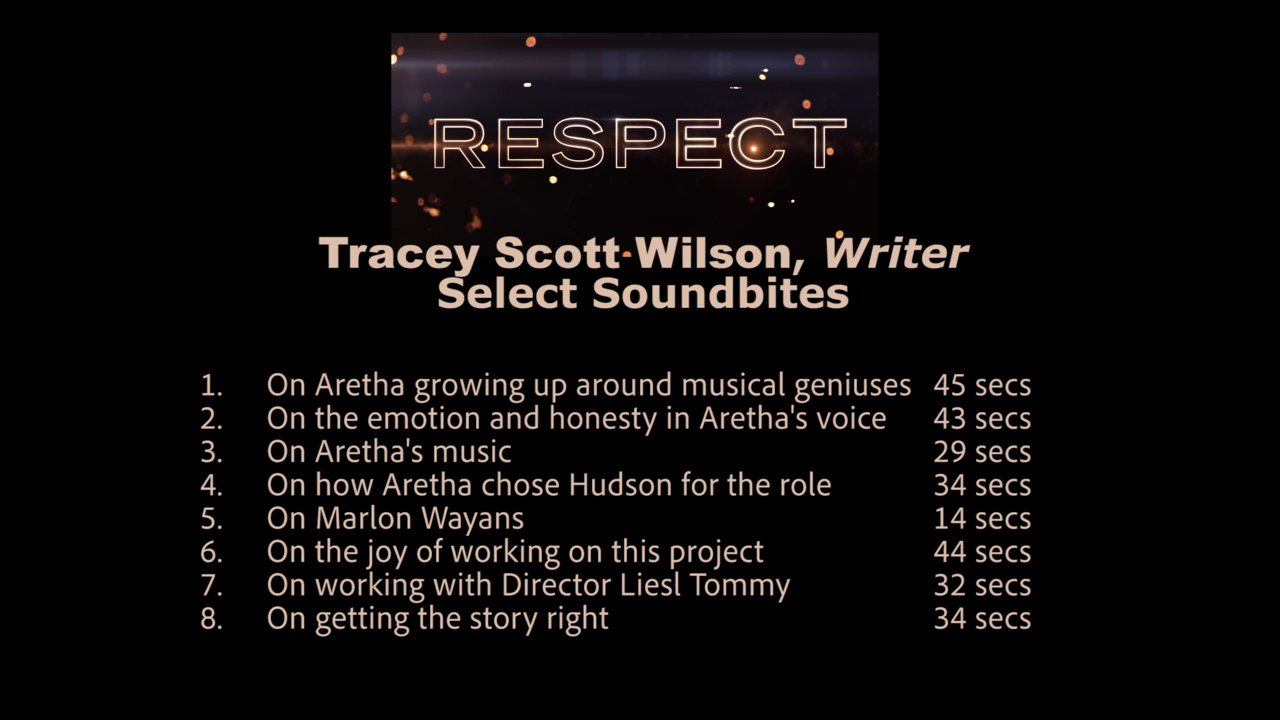 RESPECT
Tracey Scott Wilson, Writer
Select Soundbites
1. On Aretha growing up around musical geniuses 45 secs
2. On the emotion and honesty in Aretha's voice 43 secs
3. On Aretha's music 29 secs
4. On how Aretha chose Hudson for the role 34 secs
5. On Marlon Wayans 14 secs
6. On the joy of working on this project 44 secs
7. On working with Director Liesl Tommy 32 secs
8. On getting the story right 34 secs